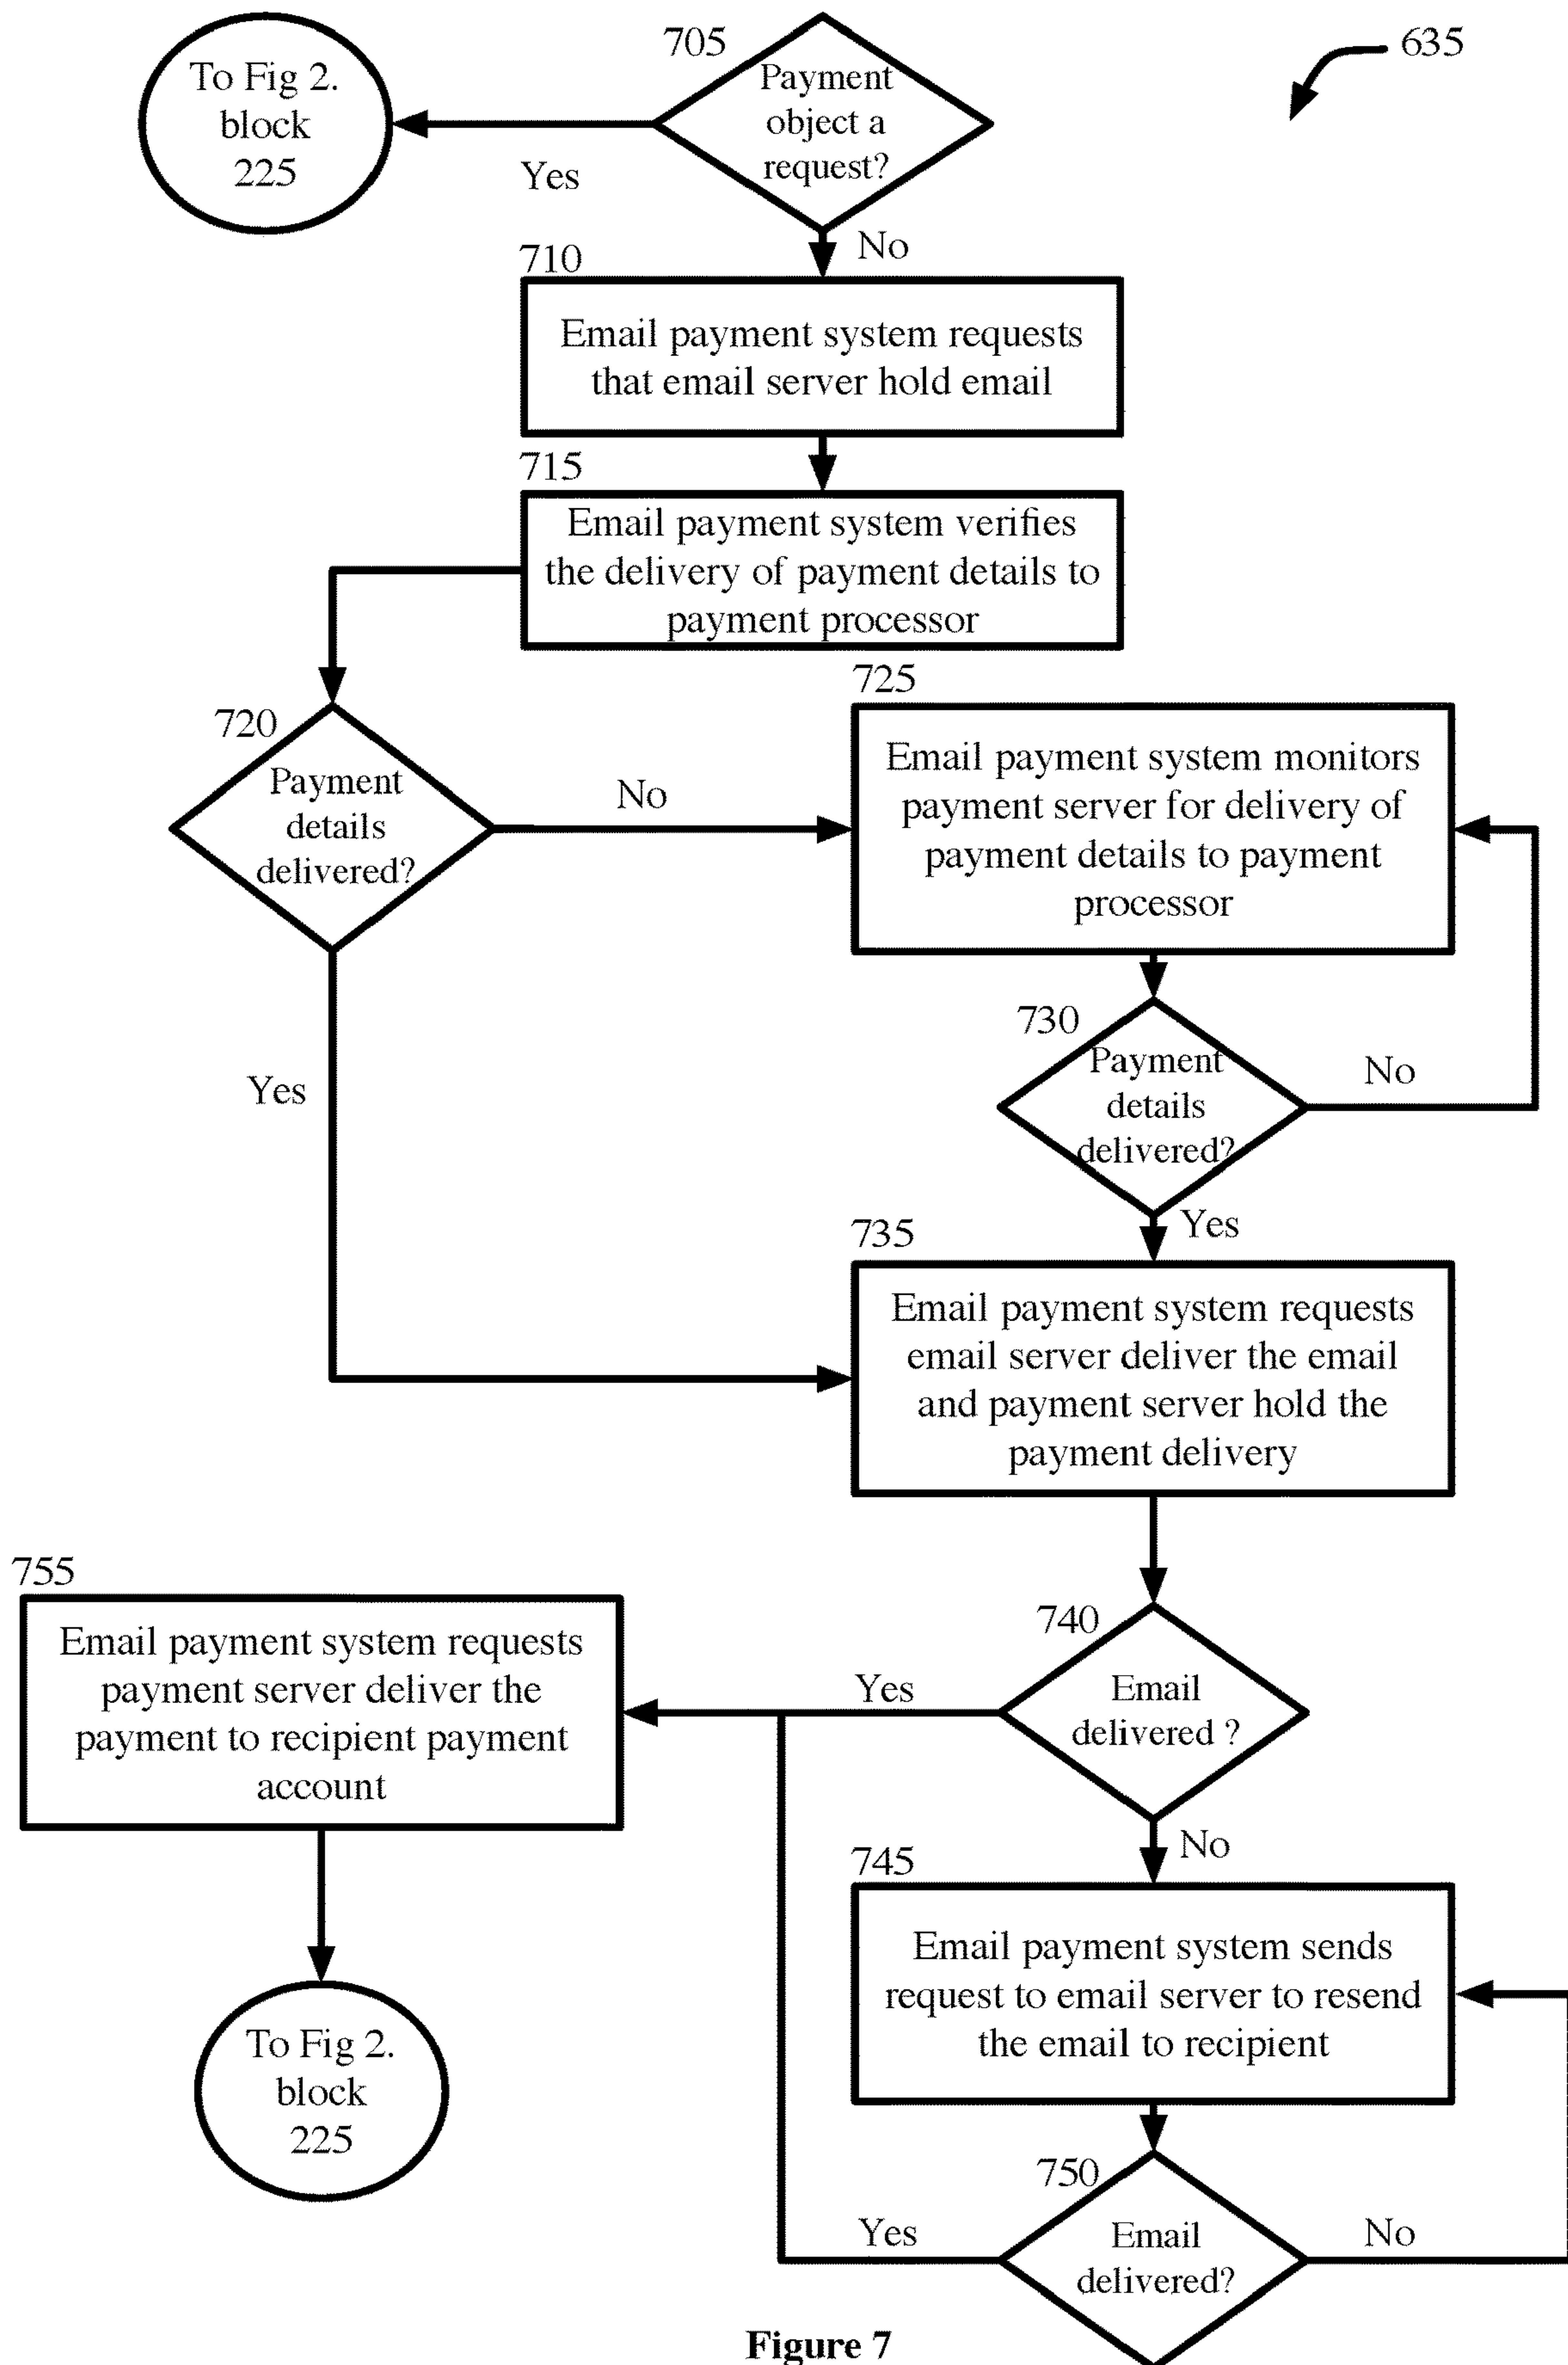 To Fig 2.
block
225
705
Payment
object a
request?
635
Yes
No
710
Email payment system requests
that email server hold email
715
Email payment system verifies
the delivery of payment details to
payment processor
720
Payment
details
delivered?
No
725
Email payment system monitors
payment server for delivery of
payment details to payment
processor
730
Payment
details
delivered?
No
Yes
Yes
735
Email payment system requests
email server deliver the email
and payment server hold the
payment delivery
755
Email payment system requests
payment server deliver the
payment to recipient payment
account
740
Email
delivered ?
Yes
No
745
Email payment system sends
request to email server to resend
the email to recipient
To Fig 2.
block
225
750
Email
delivered?
Yes
No
Figure 7